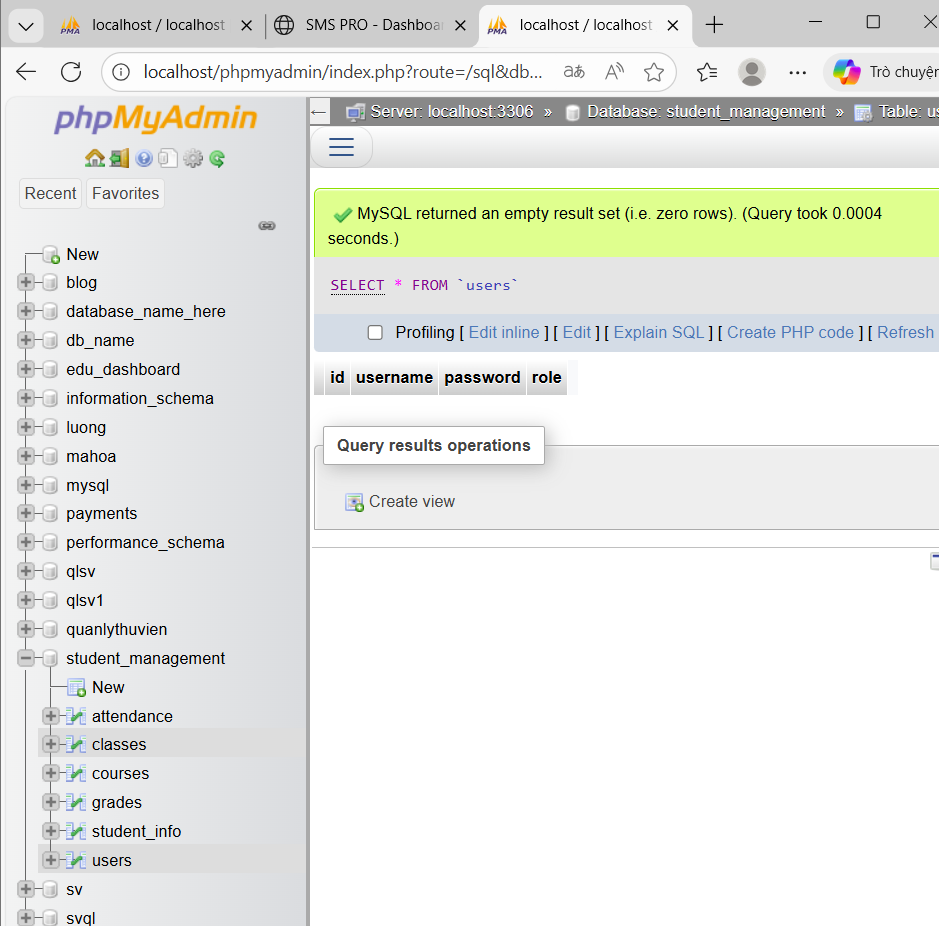 localhost / localhost
SMS PRO - Dashboar
localhost / localhost
localhost/phpmyadmin/index.php?route=/sql&db...
あぁ
A
Trò chuyện
phpMyAdmin
Recent
Favorites
New
blog
database_name_here
db_name
edu_dashboard
information_schema
luong
mahoa
mysql
payments
performance_schema
qlsv
qlsv1
quanlythuvien
student_management
New
attendance
classes
courses
grades
student_info
users
sv
svql
Server: localhost:3306 » Database: student_management » Table: us
MySQL returned an empty result set (i.e. zero rows). (Query took 0.0004
seconds.)
SELECT * FROM `users`
Profiling [ Edit inline ] [ Edit ] [ Explain SQL ] [ Create PHP code ] [ Refresh
id username password role
Query results operations
Create view